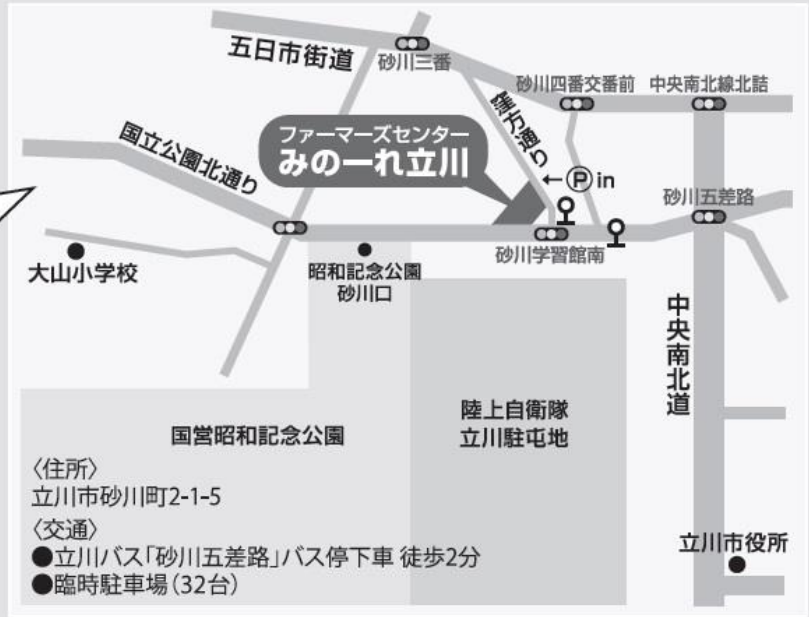 五日市街道
砂川三番
砂川四番交番前
中央南北線北詰
窪方通り
国立公園北通り
ファーマーズセンター
みのーれ立川
←Ⓟin
砂川五差路
砂川学習館南
大山小学校
昭和記念公園
砂川口
中央南北道
陸上自衛隊
立川駐屯地
国営昭和記念公園
〈住所〉
立川市砂川町2-1-5
〈交通〉
●立川バス「砂川五差路」バス停下車 徒歩2分
●臨時駐車場(32台)
立川市役所